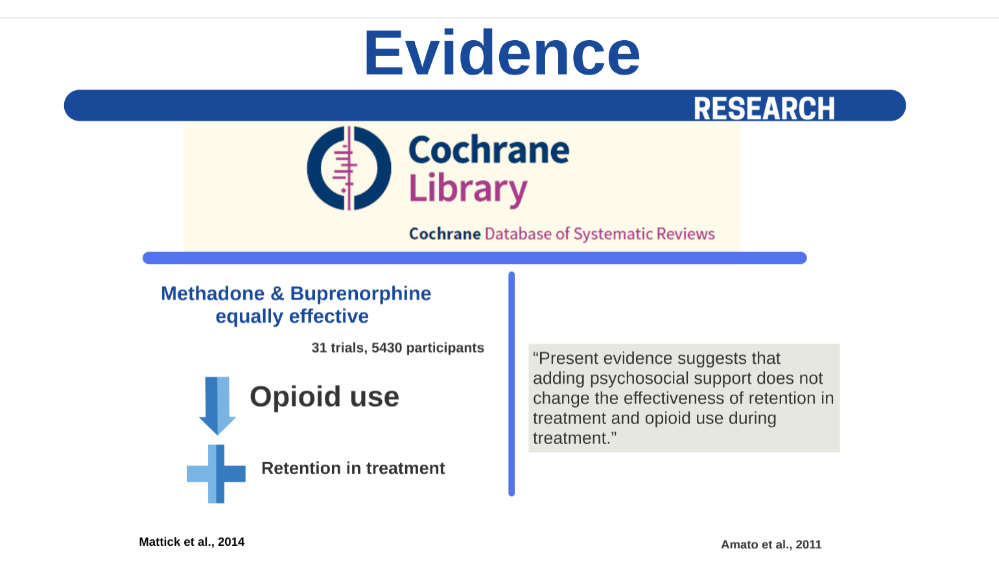 Evidence
RESEARCH
Cochrane
Library
Cochrane Database of Systematic Reviews
Methadone & Buprenorphine
equally effective
31 trials, 5430 participants
Opioid use
Retention in treatment
Mattick et al., 2014
“Present evidence suggests that
adding psychosocial support does not
change the effectiveness of retention in
treatment and opioid use during
treatment.”
Amato et al., 2011